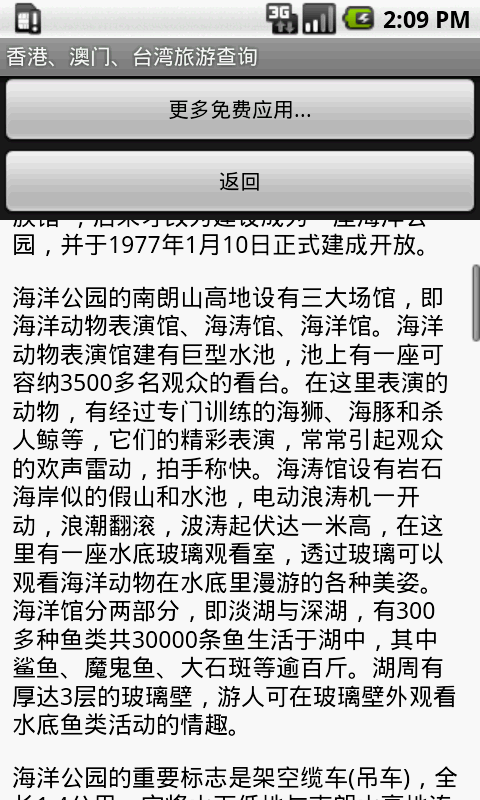 3G
2:09 PM
香港、澳门、台湾旅游查询
更多免费应用...
返回
园，并于1977年1月10日正式建成开放。
海洋公园的南朗山高地设有三大场馆，即
海洋动物表演馆、海涛馆、海洋馆。海洋
动物表演馆建有巨型水池，池上有一座可
容纳3500多名观众的看台。在这里表演的
动物，有经过专门训练的海狮、海豚和杀
人鲸等，它们的精彩表演，常常引起观众
的欢声雷动，拍手称快。海涛馆设有岩石
海岸似的假山和水池，电动浪涛机一开
动，浪潮翻滚，波涛起伏达一米高，在这
里有一座水底玻璃观看室，透过玻璃可以
观看海洋动物在水底里漫游的各种美姿。
海洋馆分两部分，即淡湖与深湖，有300
多种鱼类共30000条鱼生活于湖中，其中
鲨鱼、魔鬼鱼、大石斑等逾百斤。湖周有
厚达3层的玻璃壁，游人可在玻璃壁外观看
水底鱼类活动的情趣。
海洋公园的重要标志是架空缆车(吊车)，全